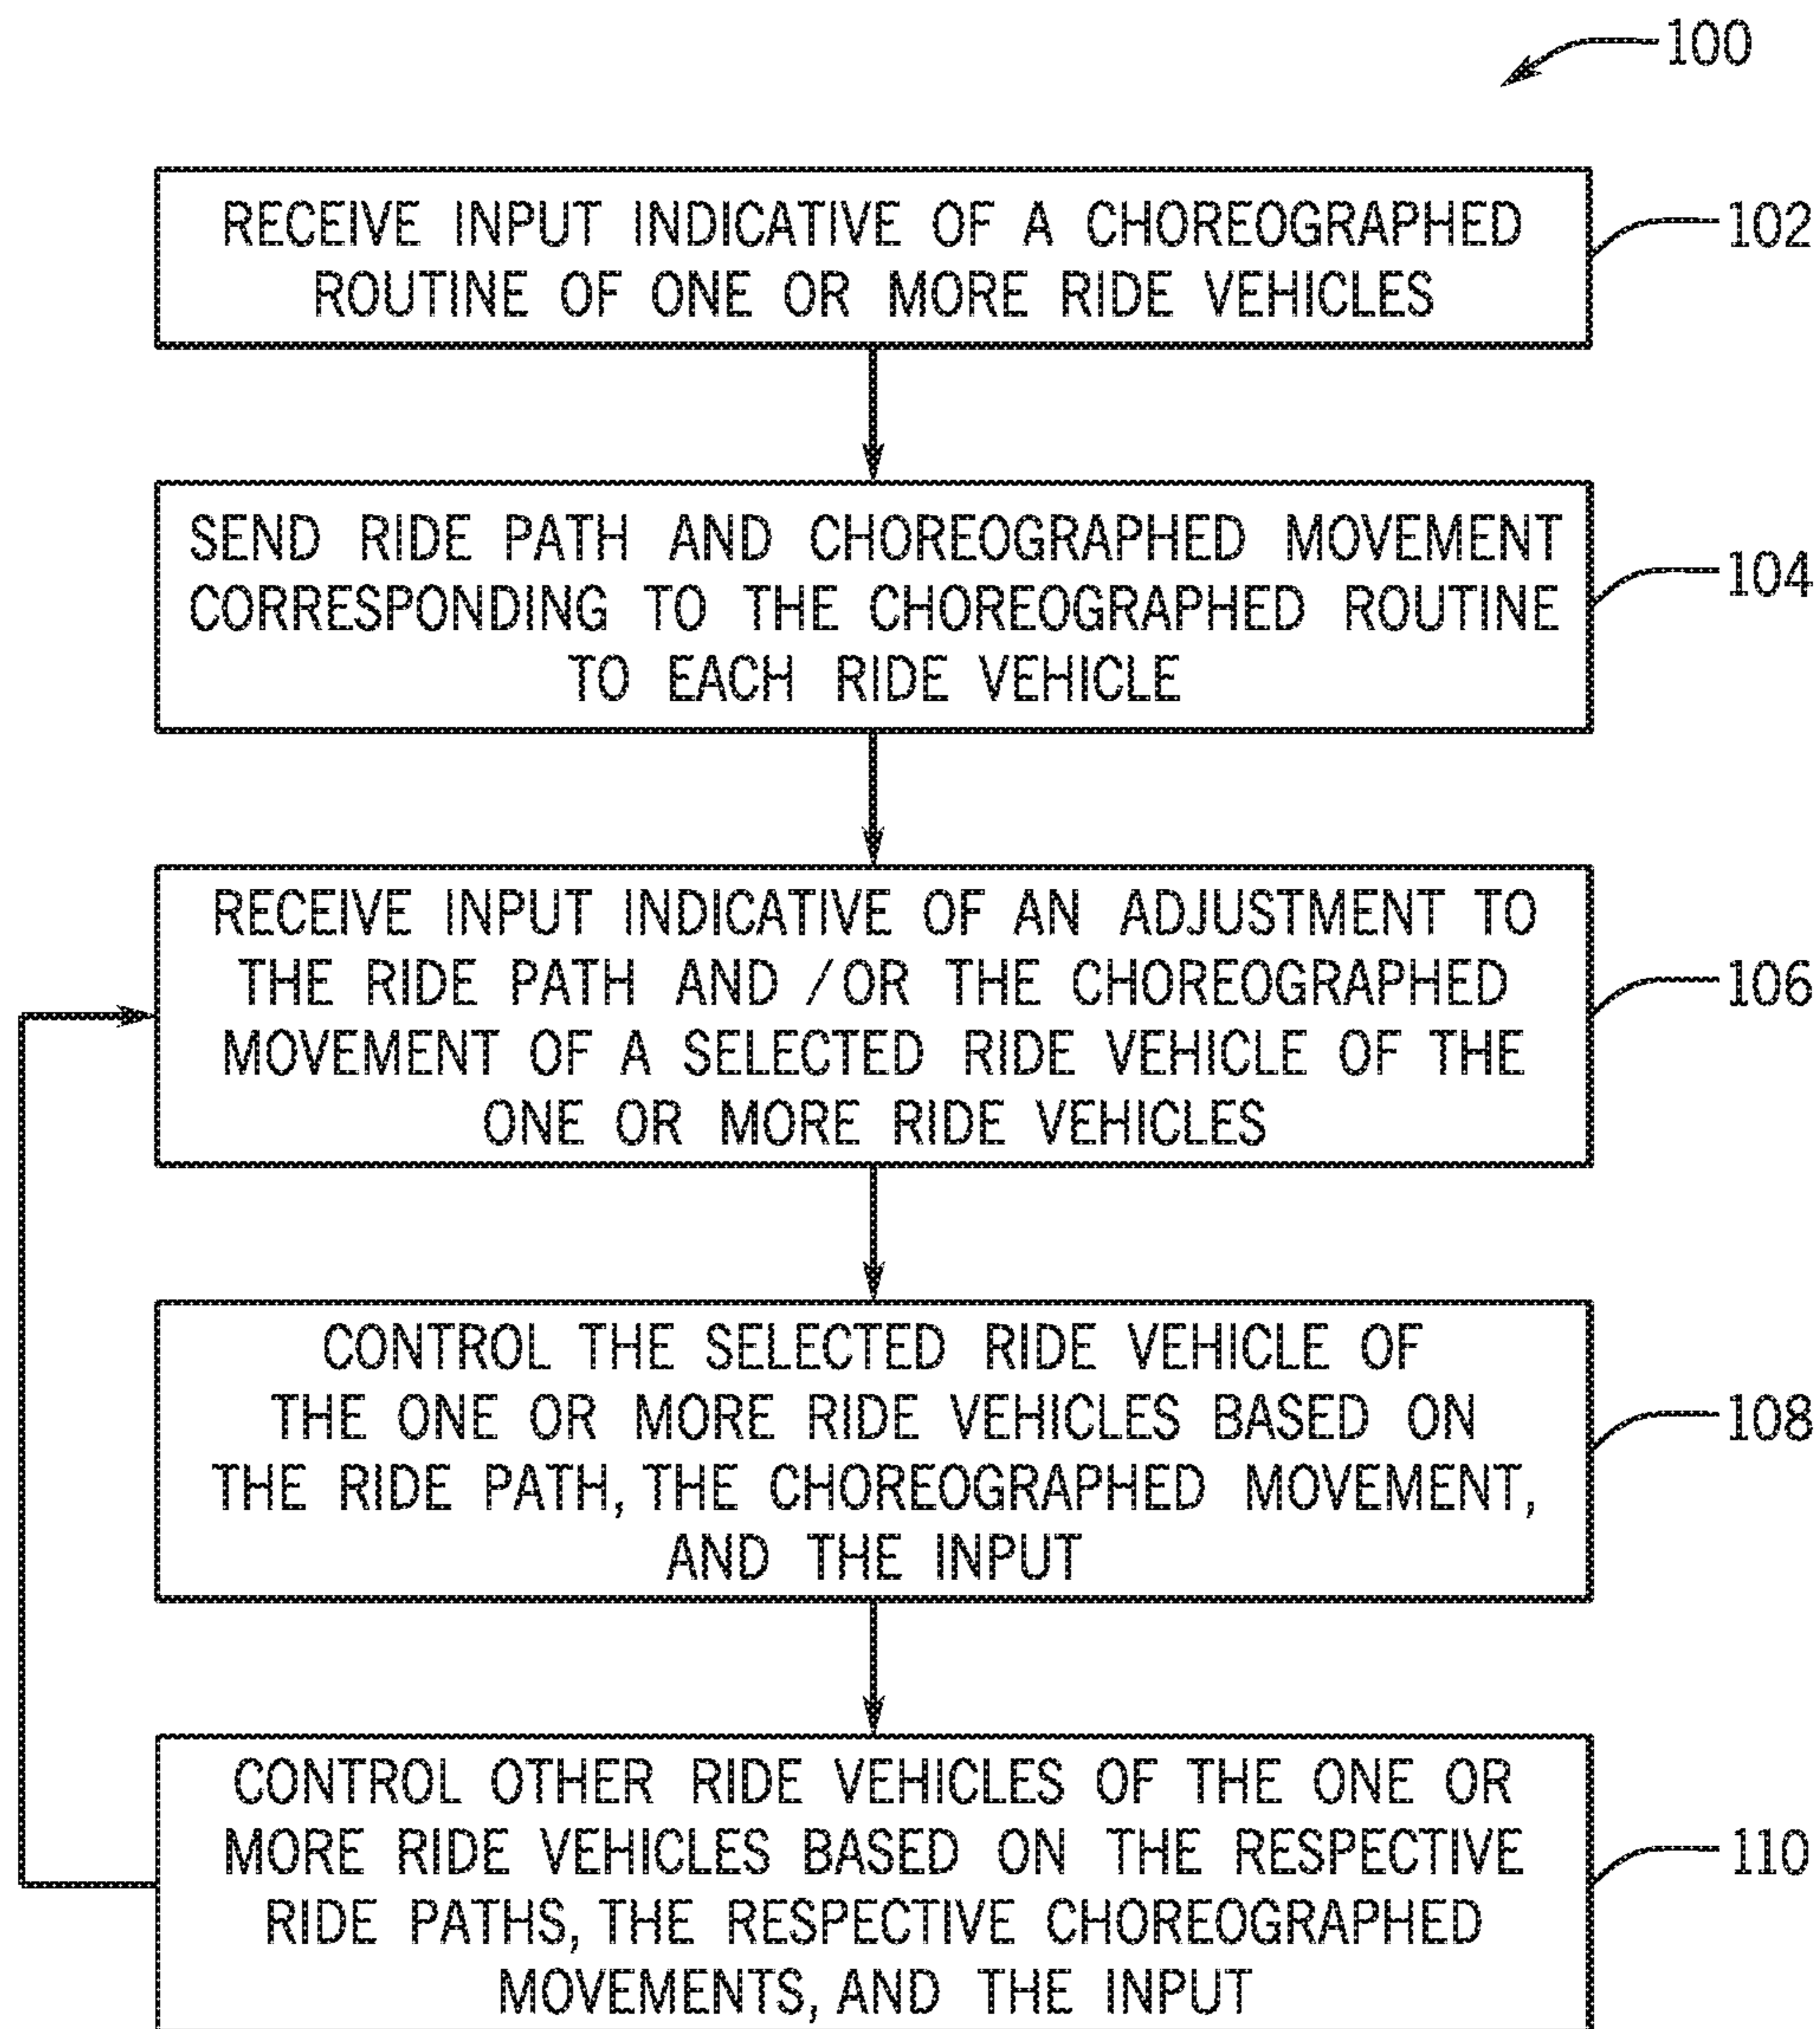 100
RECEIVE INPUT INDICATIVE OF A CHOREOGRAPHED
ROUTINE OF ONE OR MORE RIDE VEHICLES
102
SEND RIDE PATH AND CHOREOGRAPHED MOVEMENT
CORRESPONDING TO THE CHOREOGRAPHED ROUTINE
TO EACH RIDE VEHICLE
104
RECEIVE INPUT INDICATIVE OF AN ADJUSTMENT TO
THE RIDE PATH AND /OR THE CHOREOGRAPHED
MOVEMENT OF A SELECTED RIDE VEHICLE OF THE
ONE OR MORE RIDE VEHICLES
106
CONTROL THE SELECTED RIDE VEHICLE OF
THE ONE OR MORE RIDE VEHICLES BASED ON
THE RIDE PATH, THE CHOREOGRAPHED MOVEMENT,
AND THE INPUT
108
CONTROL OTHER RIDE VEHICLES OF THE ONE OR
MORE RIDE VEHICLES BASED ON THE RESPECTIVE
RIDE PATHS, THE RESPECTIVE CHOREOGRAPHED
MOVEMENTS, AND THE INPUT
110